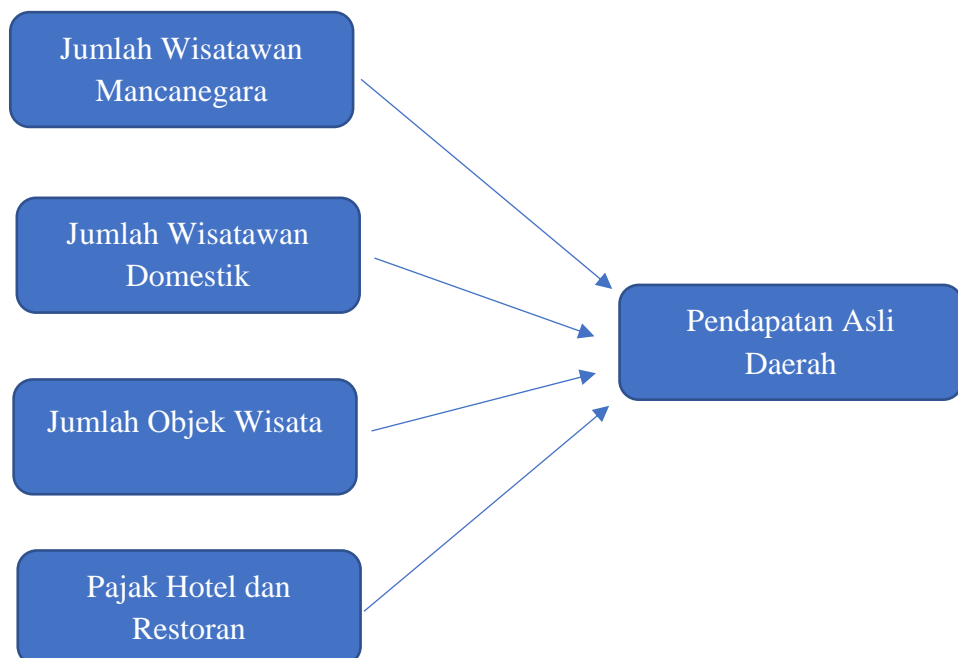 Jumlah Wisatawan
Mancanegara
Jumlah Wisatawan
Domestik
Jumlah Objek Wisata
Pajak Hotel dan
Restoran
Pendapatan Asli
Daerah